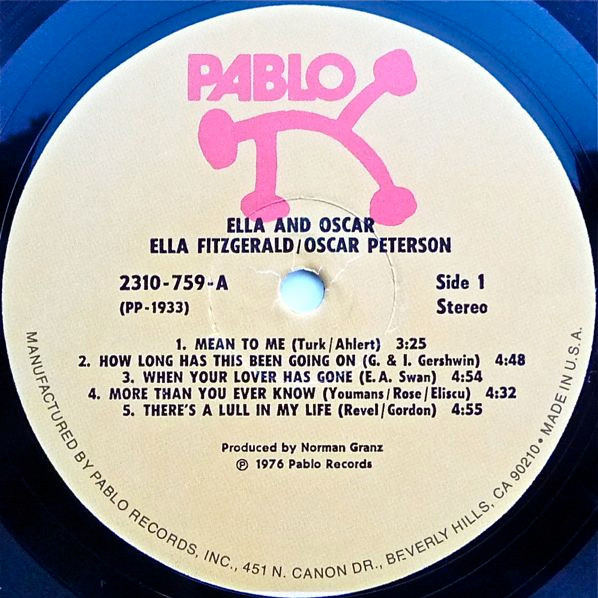 PABLO
ELLA AND OSCAR
ELLA FITZGERALD/OSCAR PETERSON
2310-759-A Side 1
(PP-1933) Stereo
1. MEAN TO ME (Turk/Ahlert) 3:25
2. HOW LONG HAS THIS BEEN GOING ON (G. & I. Gershwin) 4:48
3. WHEN YOUR LOVER HAS GONE (E.A. Swan) 4:54
4. MORE THAN YOU EVER KNOW (Youmans/Rose/Eliscu) 4:32
5. THERE'S A LULL IN MY LIFE (Revel/Gordon) 4:55
Produced by Norman Granz
℗ 1976 Pablo Records
MANUFACTURED BY PABLO RECORDS, INC., 451 N. CANON DR., BEVERLY HILLS, CA 90210 • MADE IN U.S.A.